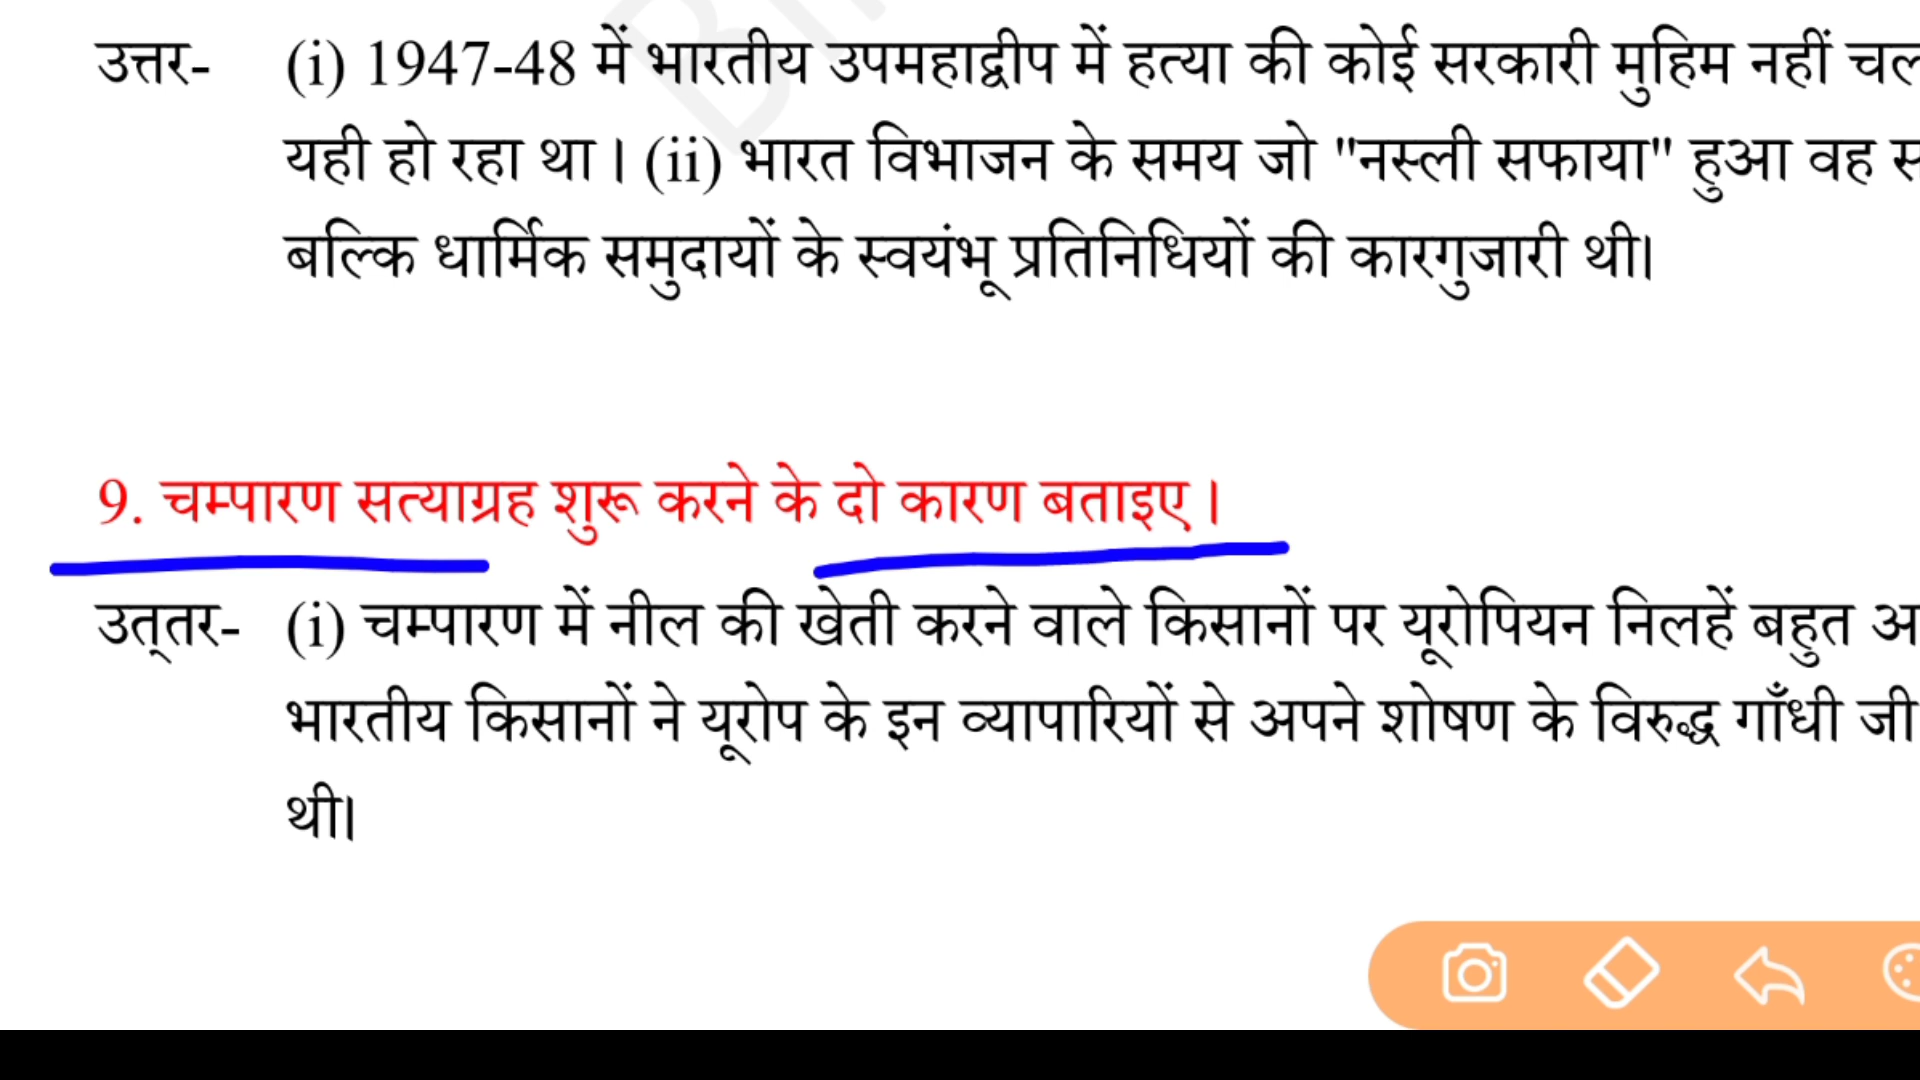 उत्तर- (i) 1947-48 में भारतीय उपमहाद्वीप में हत्या की कोई सरकारी मुहिम नहीं
यही हो रहा था। (ii) भारत विभाजन के समय जो "नस्ली सफाया" हुआ वह
बल्कि धार्मिक समुदायों के स्वयंभू प्रतिनिधियों की कारगुजारी थी।
9. चम्पारण सत्याग्रह शुरू करने के दो कारण बताइए।
उत्‌तर- (i) चम्पारण में नील की खेती करने वाले किसानों पर यूरोपियन निलहें बहुत
भारतीय किसानों ने यूरोप के इन व्यापारियों से अपने शोषण के विरुद्ध गाँधी जी
थी।